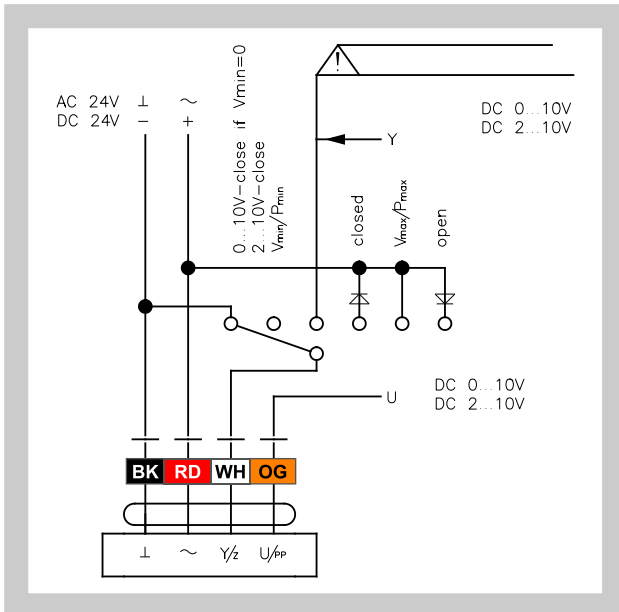 AC 24V ⊥ ~
DC 24V – +
0...10V–close if Vmin=0
2...10V–close
Vmin/Pmin
!
DC 0...10V
DC 2...10V
Y
closed
Vmax/Pmax
open
U
DC 0...10V
DC 2...10V
BK RD WH OG
⊥ ~ Y/Z U/PP